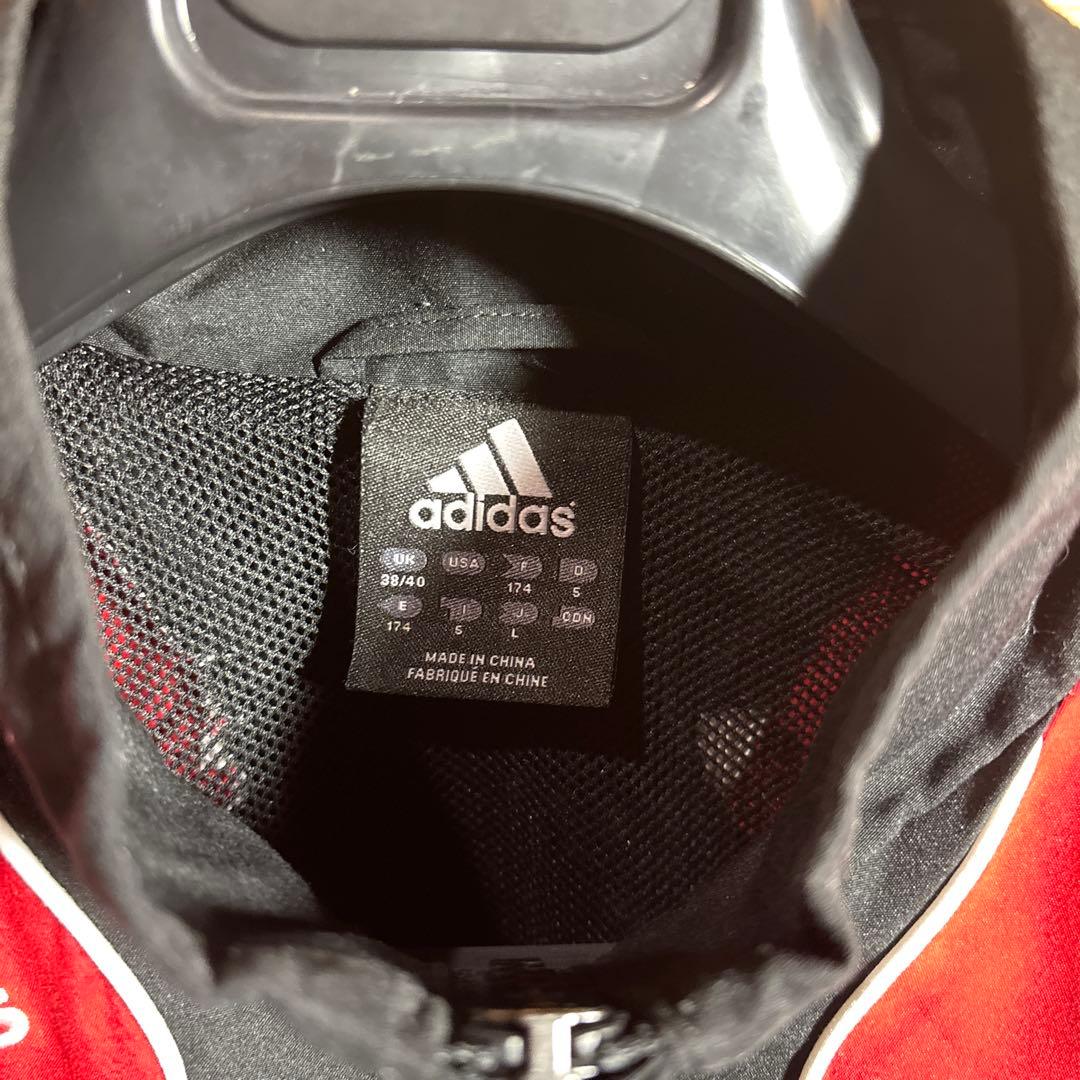 adidas
UK USA F D
38/40 174 5
E I J CDN
174 5 L
MADE IN CHINA
FABRIQUE EN CHINE
s